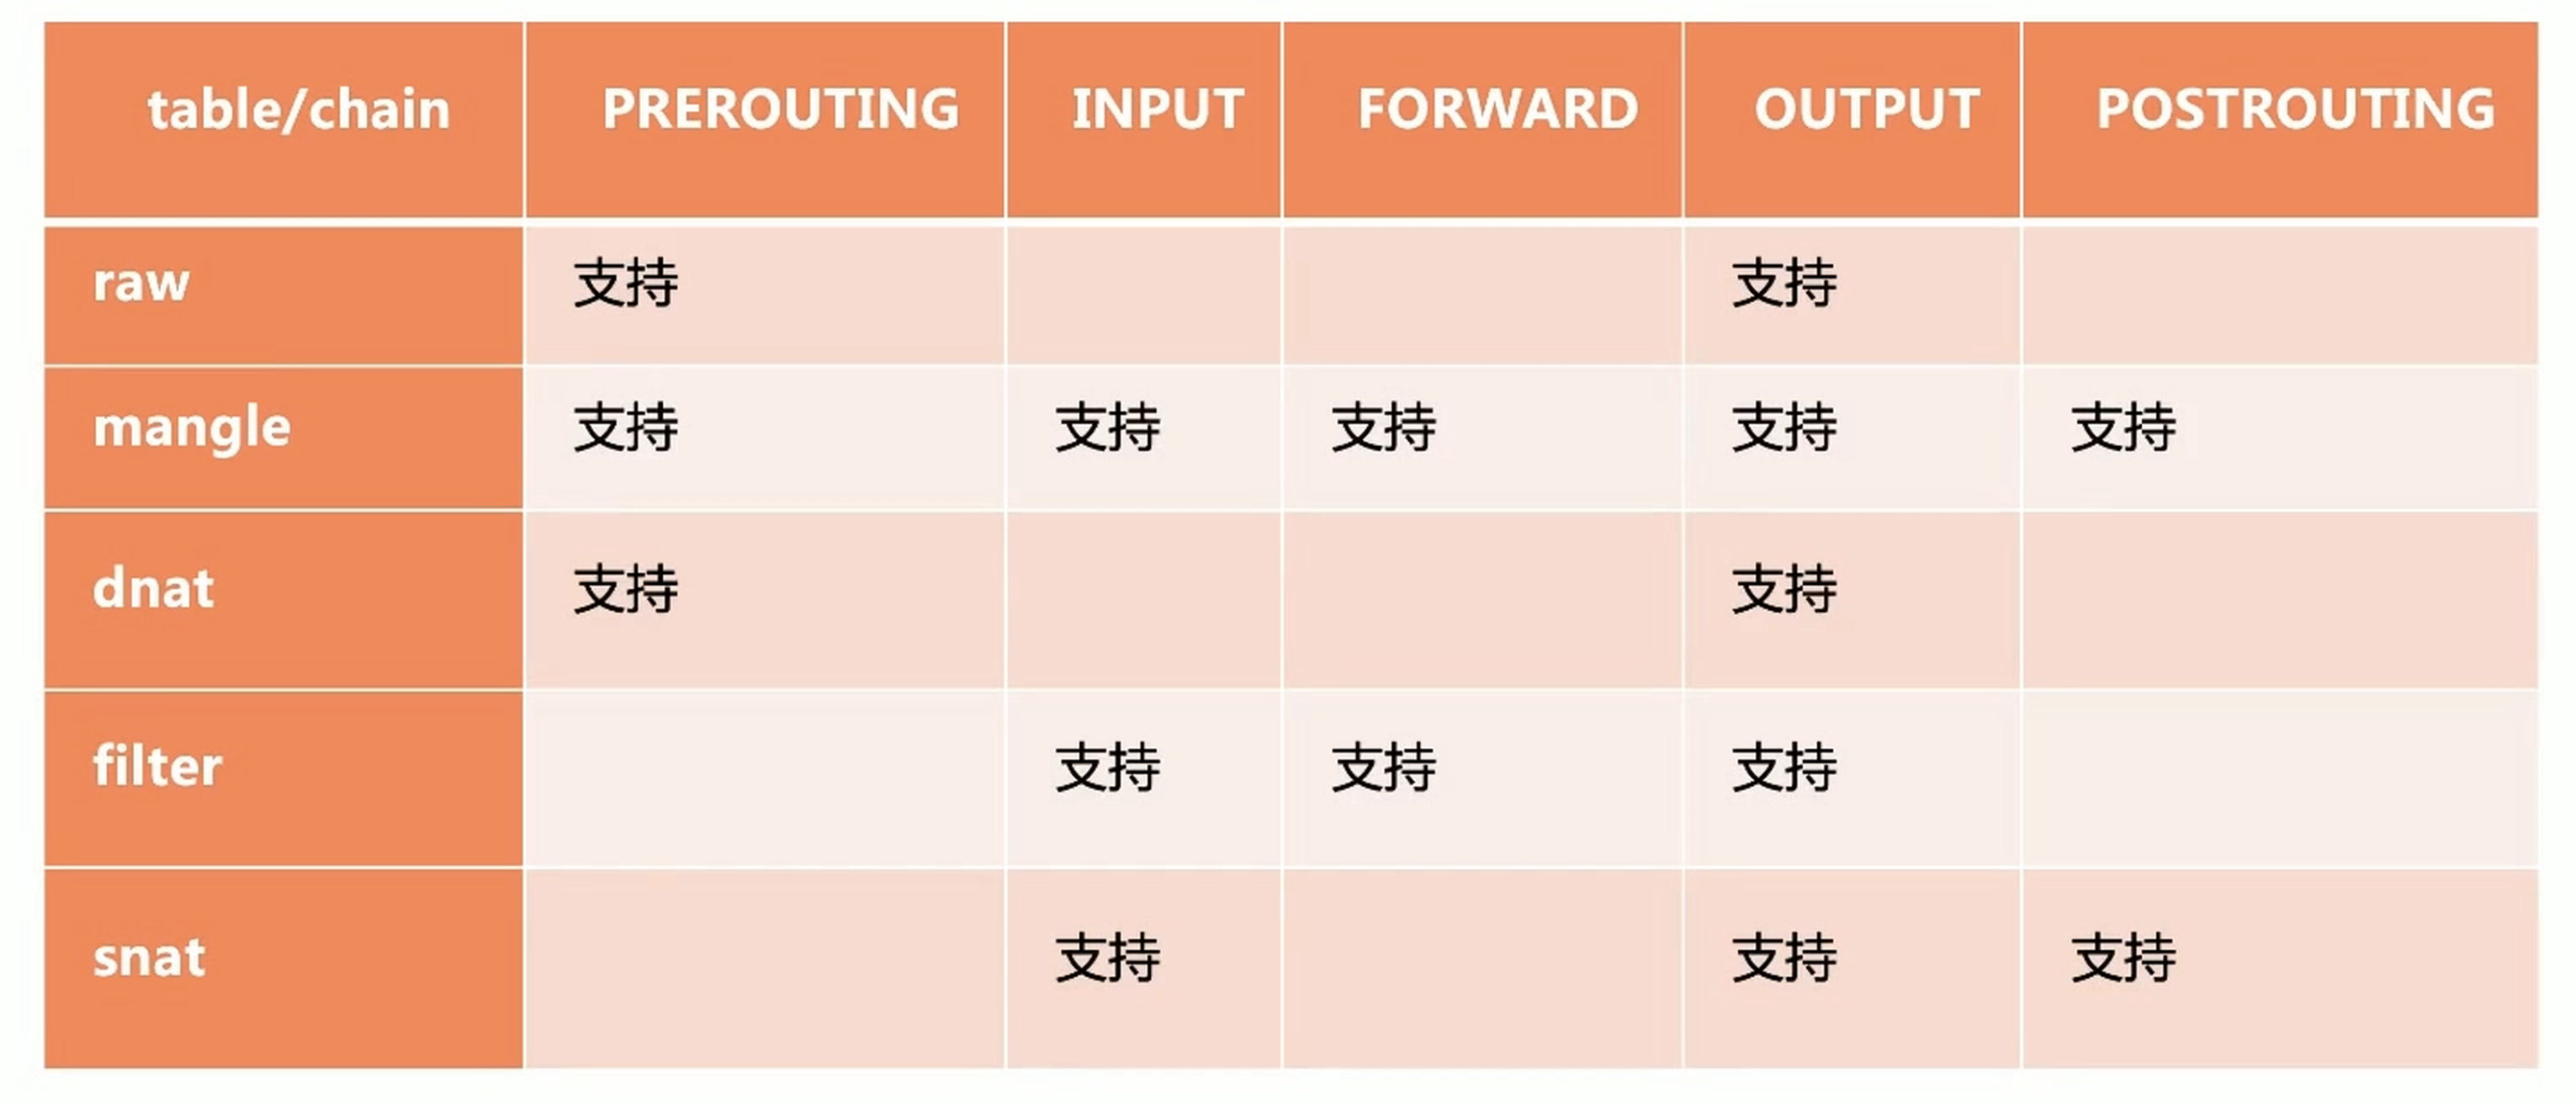 table/chain PREROUTING INPUT FORWARD OUTPUT POSTROUTING
raw 支持 支持
mangle 支持 支持 支持 支持 支持
dnat 支持 支持
filter 支持 支持 支持
snat 支持 支持 支持